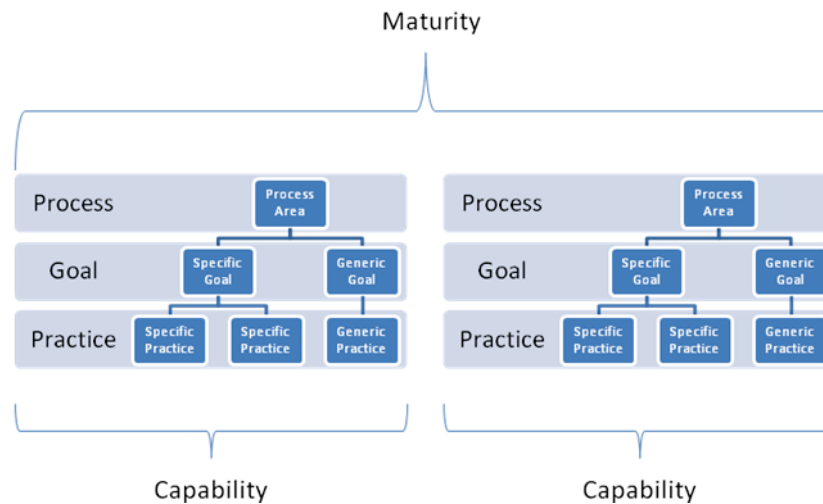 Maturity
Process
Process
Area
Process
Process
Area
Goal
Specific
Goal
Generic
Goal
Goal
Specific
Goal
Generic
Goal
Practice
Specific
Practice
Specific
Practice
Generic
Practice
Practice
Specific
Practice
Specific
Practice
Generic
Practice
Capability
Capability